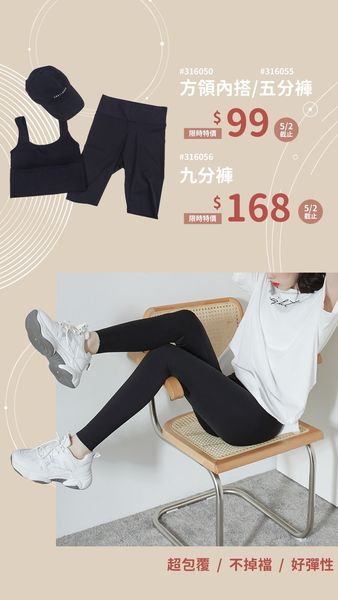 #316050 #316055
方領內搭/五分褲
限時特價 $99 5/2 截止
#316056
九分褲
限時特價 $168 5/2 截止
超包覆 / 不掉襠 / 好彈性